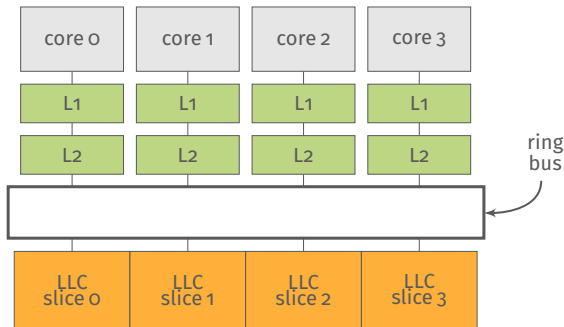 core 0
core 1
core 2
core 3
L1
L1
L1
L1
L2
L2
L2
L2
ring
bus
LLC
slice 0
LLC
slice 1
LLC
slice 2
LLC
slice 3